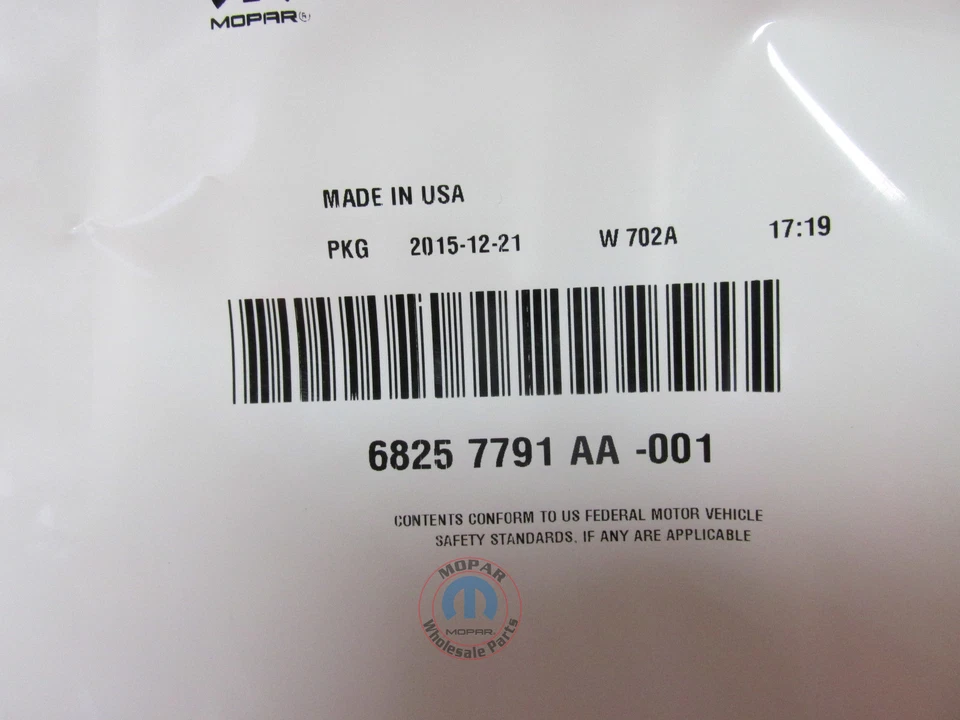 MOPAR®
MADE IN USA
PKG 2015-12-21 W 702A 17:19
6825 7791 AA -001
CONTENTS CONFORM TO US FEDERAL MOTOR VEHICLE
SAFETY STANDARDS, IF ANY ARE APPLICABLE
MOPAR
MOPAR
Wholesale Parts